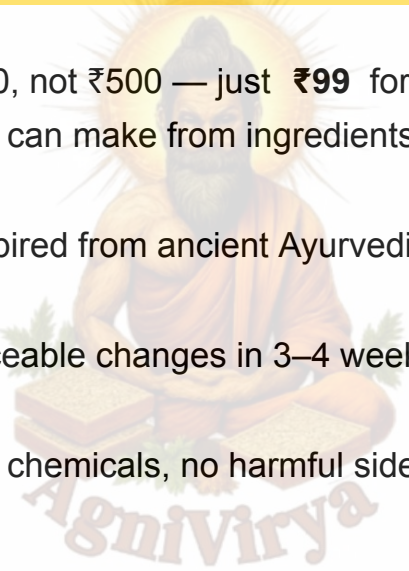 0, not ₹500 — just ₹99 for
can make from ingredients
pired from ancient Ayurvedi
ceable changes in 3–4 week
chemicals, no harmful side
AgniVirya